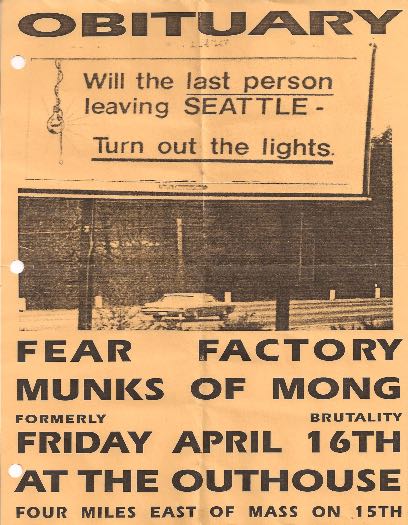 OBITUARY
Will the last person
leaving SEATTLE -
Turn out the lights.
FEAR FACTORY
MUNKS OF MONG
FORMERLY BRUTALITY
FRIDAY APRIL 16TH
AT THE OUTHOUSE
FOUR MILES EAST OF MASS ON 15TH